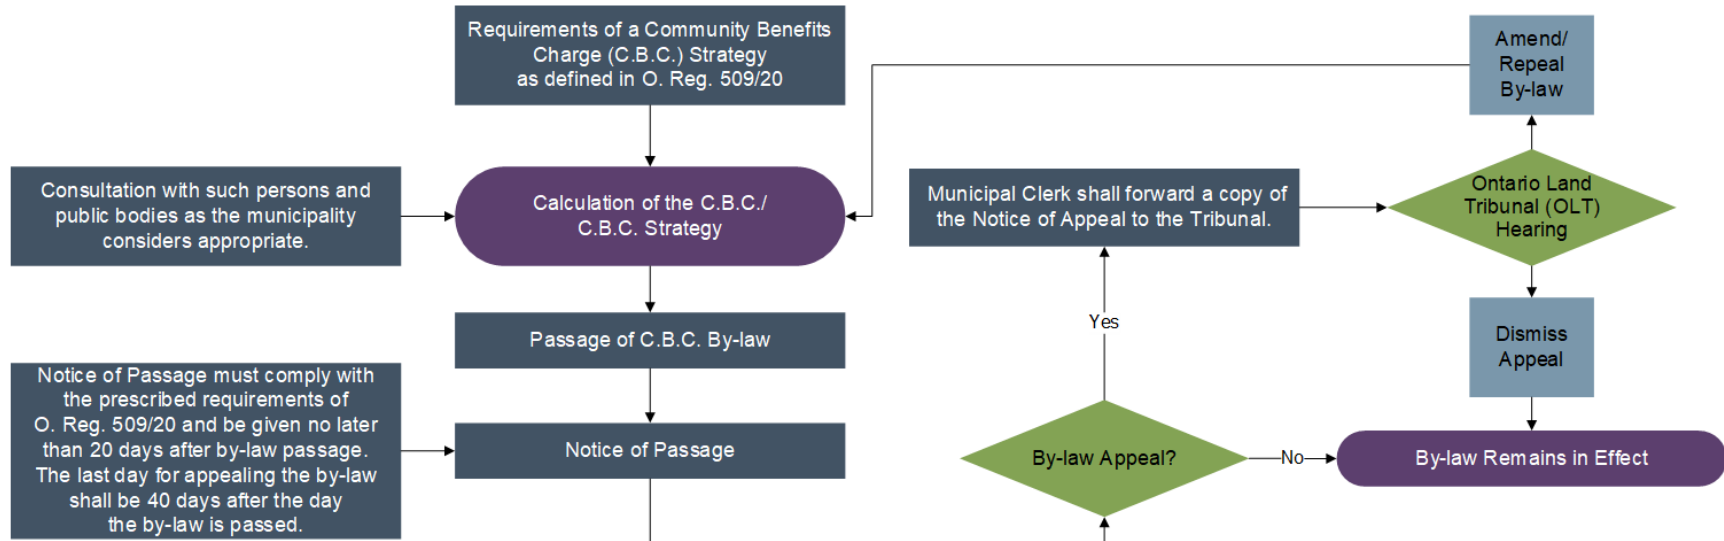 Requirements of a Community Benefits
Charge (C.B.C.) Strategy
as defined in O. Reg. 509/20
Consultation with such persons and
public bodies as the municipality
considers appropriate.
Calculation of the C.B.C./
C.B.C. Strategy
Passage of C.B.C. By-law
Notice of Passage must comply with
the prescribed requirements of
O. Reg. 509/20 and be given no later
than 20 days after by-law passage.
The last day for appealing the by-law
shall be 40 days after the day
the by-law is passed.
Notice of Passage
By-law Appeal?
Yes
No
Municipal Clerk shall forward a copy of
the Notice of Appeal to the Tribunal.
Ontario Land
Tribunal (OLT)
Hearing
Amend/
Repeal
By-law
Dismiss
Appeal
By-law Remains in Effect